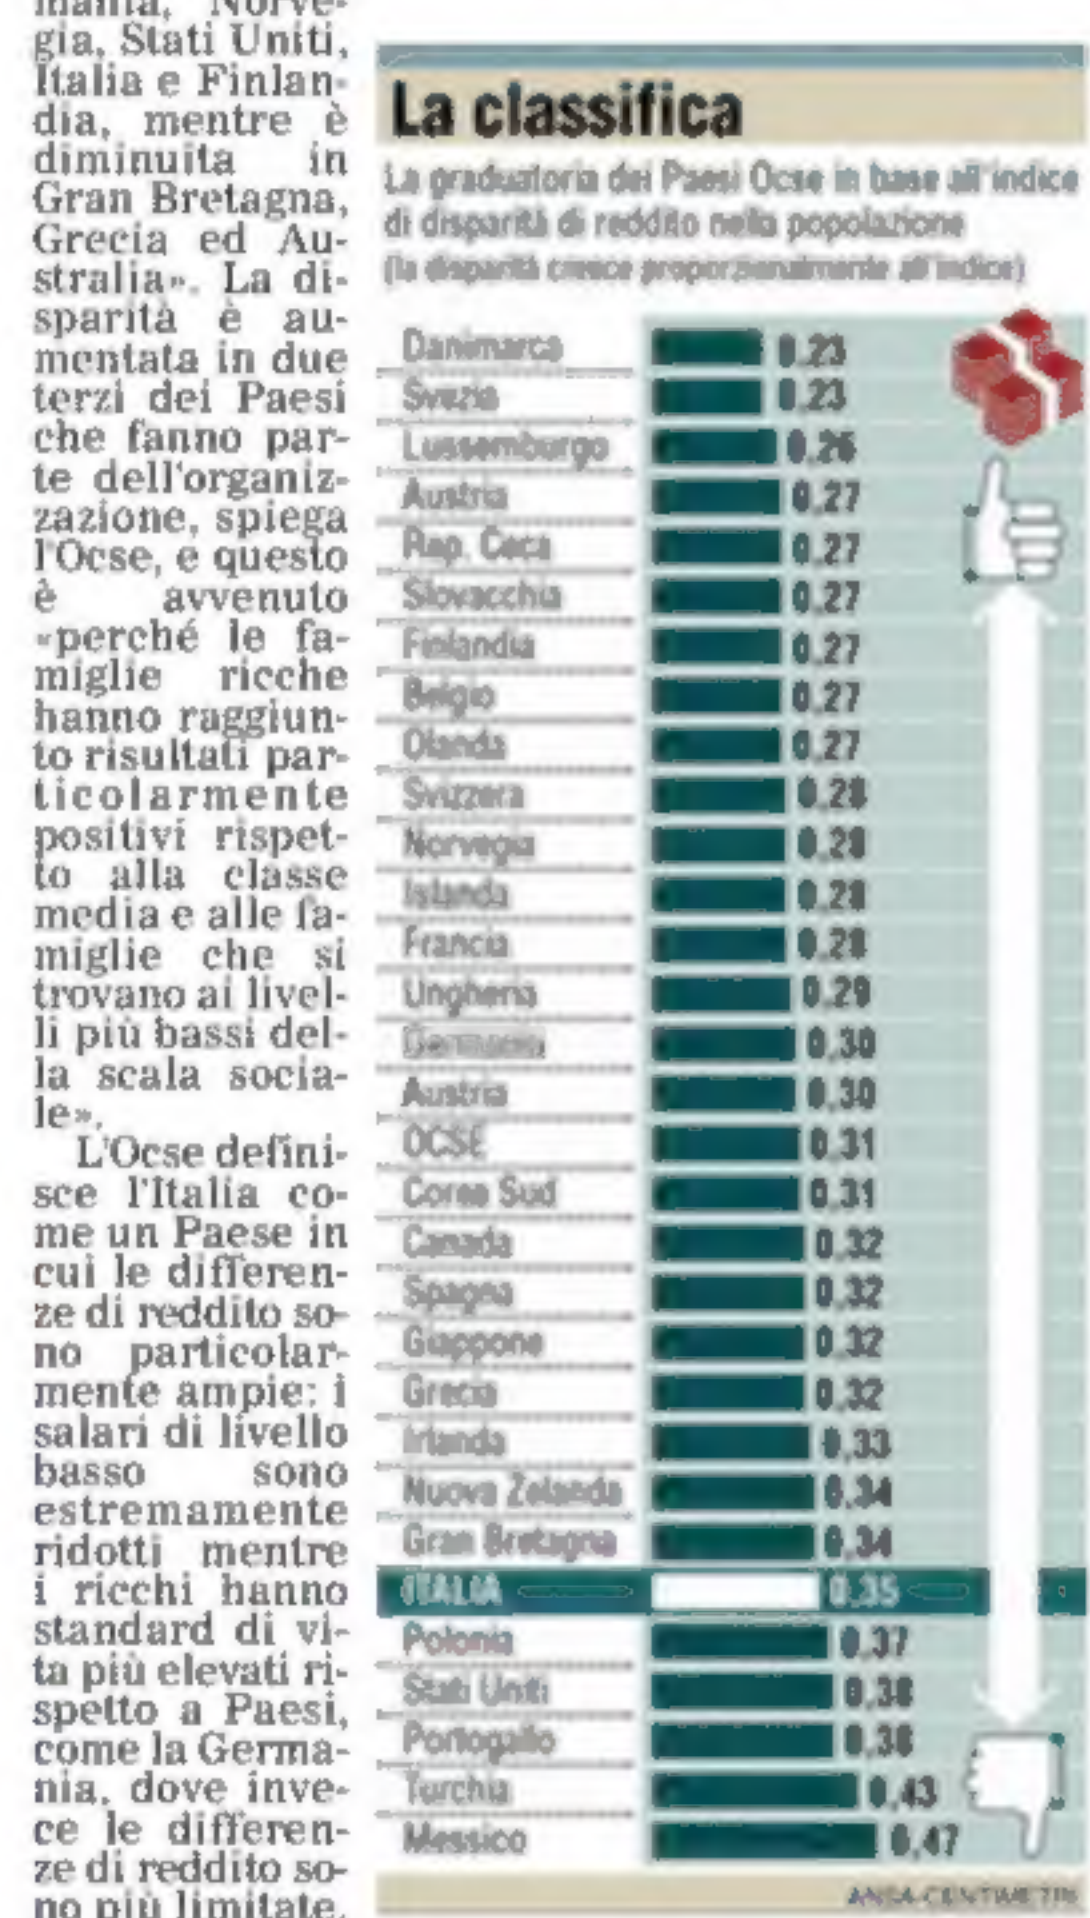 gia, Stati Uniti,
Italia e Finlan-
dia, mentre è
diminuita in
Gran Bretagna,
Grecia ed Au-
stralia». La di-
sparità è au-
mentata in due
terzi dei Paesi
che fanno par-
te dell'organiz-
zazione, spiega
l'Ocse, e questo
è avvenuto
«perché le fa-
miglie ricche
hanno raggiun-
to risultati par-
ticolarmente
positivi rispet-
to alla classe
media e alle fa-
miglie che si
trovano ai livel-
li più bassi del-
la scala socia-
le».
L'Ocse defini-
sce l'Italia co-
me un Paese in
cui le differen-
ze di reddito so-
no particolar-
mente ampie: i
salari di livello
basso sono
estremamente
ridotti mentre
i ricchi hanno
standard di vi-
ta più elevati ri-
spetto a Paesi,
come la Germa-
nia, dove inve-
ce le differen-
ze di reddito so-
no più limitate.
La classifica
La graduatoria dei Paesi Ocse in base all'indice
di disparità di reddito nella popolazione
(la disparità cresce proporzionalmente all'indice)
Danimarca 0,23
Svezia 0,23
Lussemburgo 0,26
Austria 0,27
Rep. Ceca 0,27
Slovacchia 0,27
Finlandia 0,27
Belgio 0,27
Olanda 0,27
Svizzera 0,28
Norvegia 0,28
Islanda 0,28
Francia 0,28
Ungheria 0,29
Germania 0,30
Austria 0,30
OCSE 0,31
Corea Sud 0,31
Canada 0,32
Spagna 0,32
Giappone 0,32
Grecia 0,32
Irlanda 0,33
Nuova Zelanda 0,34
Gran Bretagna 0,34
ITALIA 0,35
Polonia 0,37
Stati Uniti 0,38
Portogallo 0,38
Turchia 0,43
Messico 0,47
ANSA-CENTIMETRI